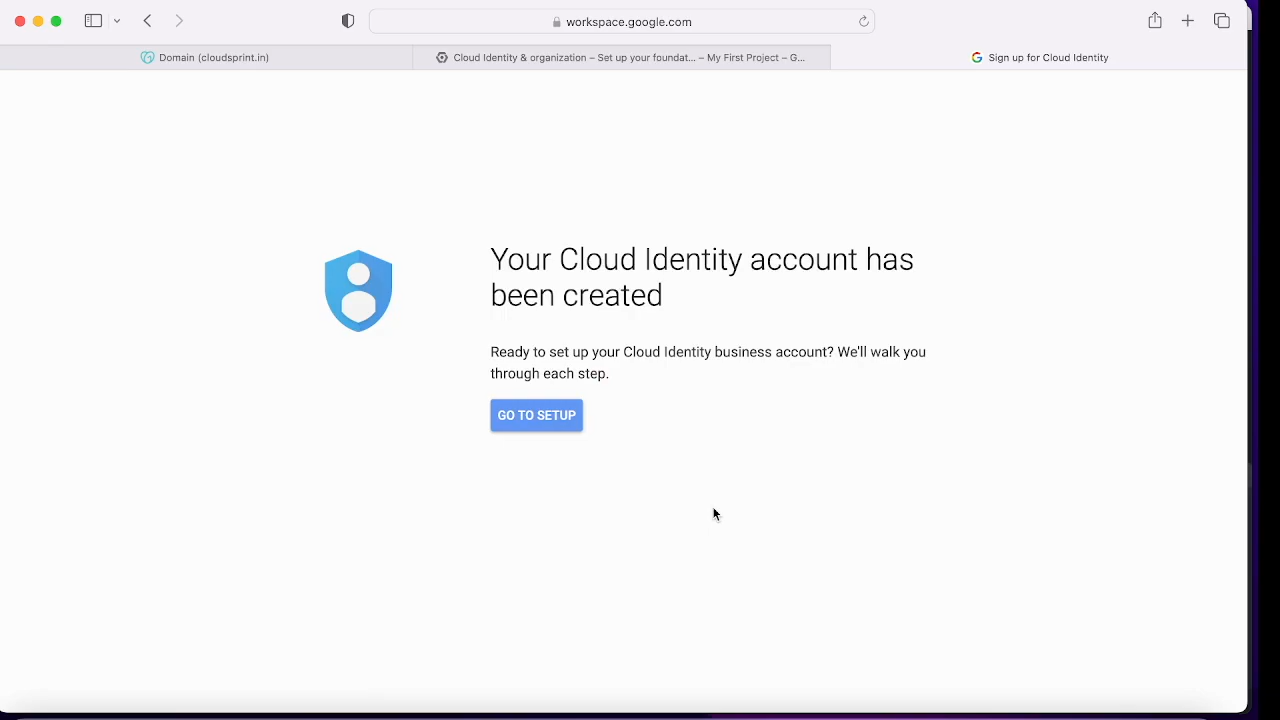 workspace.google.com
Domain (cloudsprint.in)
Cloud Identity & organization – Set up your foundat... – My First Project – G...
Sign up for Cloud Identity
Your Cloud Identity account has
been created
Ready to set up your Cloud Identity business account? We'll walk you
through each step.
GO TO SETUP